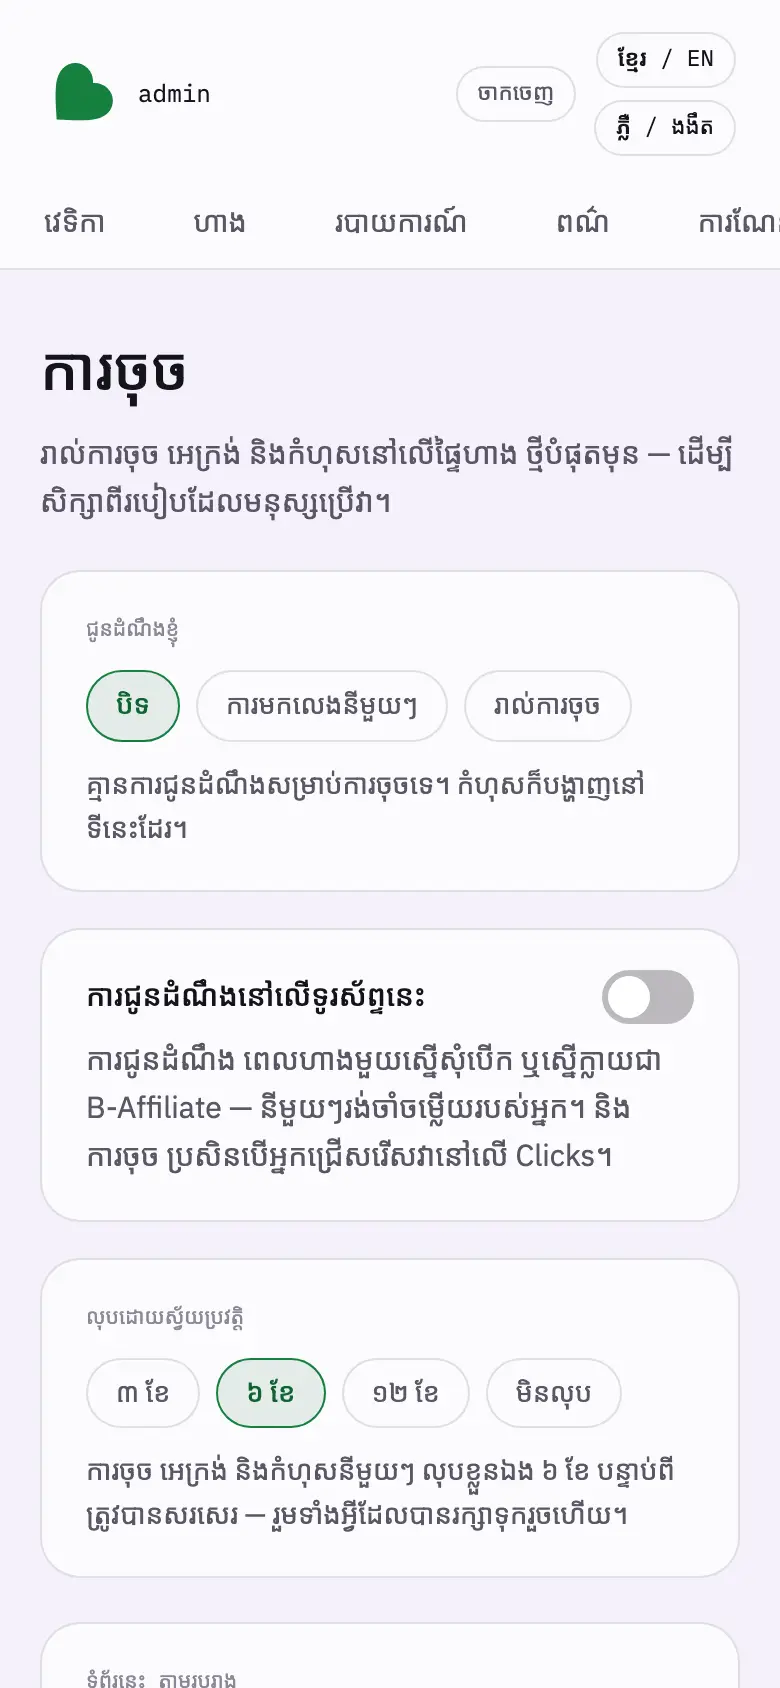 admin
ចាកចេញ
ខ្មែរ / EN
ភ្លឺ / ងងឹត
វេទិកា ហាង របាយការណ៍ ពណ៌ ការណែនា
ការចុច
រាល់ការចុច អេក្រង់ និងកំហុសនៅលើផ្ទៃហាង ថ្មីបំផុតមុន — ដើម្បី
សិក្សាពីរបៀបដែលមនុស្សប្រើវា។
ជូនដំណឹងខ្ញុំ
បិទ ការមកលេងនីមួយៗ រាល់ការចុច
គ្មានការជូនដំណឹងសម្រាប់ការចុចទេ។ កំហុសក៏បង្ហាញនៅ
ទីនេះដែរ។
ការជូនដំណឹងនៅលើទូរស័ព្ទនេះ
ការជូនដំណឹង ពេលហាងមួយស្នើសុំបើក ឬស្នើក្លាយជា
B-Affiliate — នីមួយៗរង់ចាំចម្លើយរបស់អ្នក។ និង
ការចុច ប្រសិនបើអ្នកជ្រើសរើសវានៅលើ Clicks។
លុបដោយស្វ័យប្រវត្តិ
៣ ខែ ៦ ខែ ១២ ខែ មិនលុប
ការចុច អេក្រង់ និងកំហុសនីមួយៗ លុបខ្លួនឯង ៦ ខែ បន្ទាប់ពី
ត្រូវបានសរសេរ — រួមទាំងអ្វីដែលបានរក្សាទុករួចហើយ។
ទំព័រនេះ តាមរបរាង